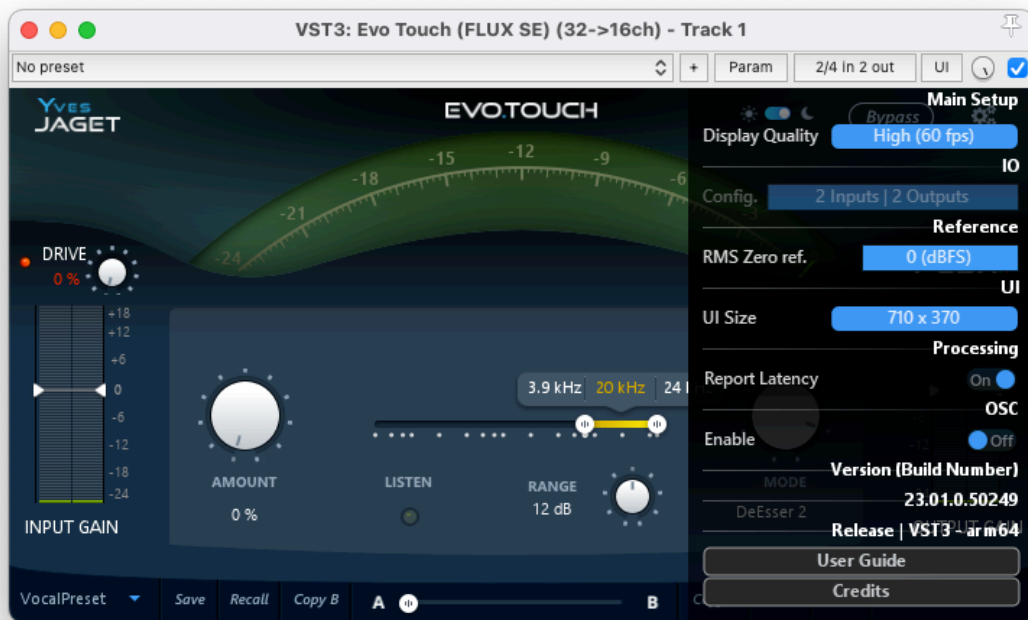 VST3: Evo Touch (FLUX SE) (32->16ch) - Track 1
No preset
+
Param
2/4 in 2 out
UI
YVES
JAGET
EVO.TOUCH
Bypass
Main Setup
Display Quality
High (60 fps)
IO
Config.
2 Inputs | 2 Outputs
Reference
RMS Zero ref.
0 (dBFS)
UI
UI Size
710 x 370
Processing
Report Latency
On
OSC
Enable
Off
Version (Build Number)
23.01.0.50249
Release | VST3 - arm64
User Guide
Credits
-24
-21
-18
-15
-12
-9
-6
-3
DRIVE
0 %
+18
+12
+6
0
-6
-12
-18
-24
INPUT GAIN
AMOUNT
0 %
3.9 kHz
20 kHz
24
LISTEN
RANGE
12 dB
MODE
DeEsser 2
OUTPUT GAIN
VocalPreset
Save
Recall
Copy B
A
B